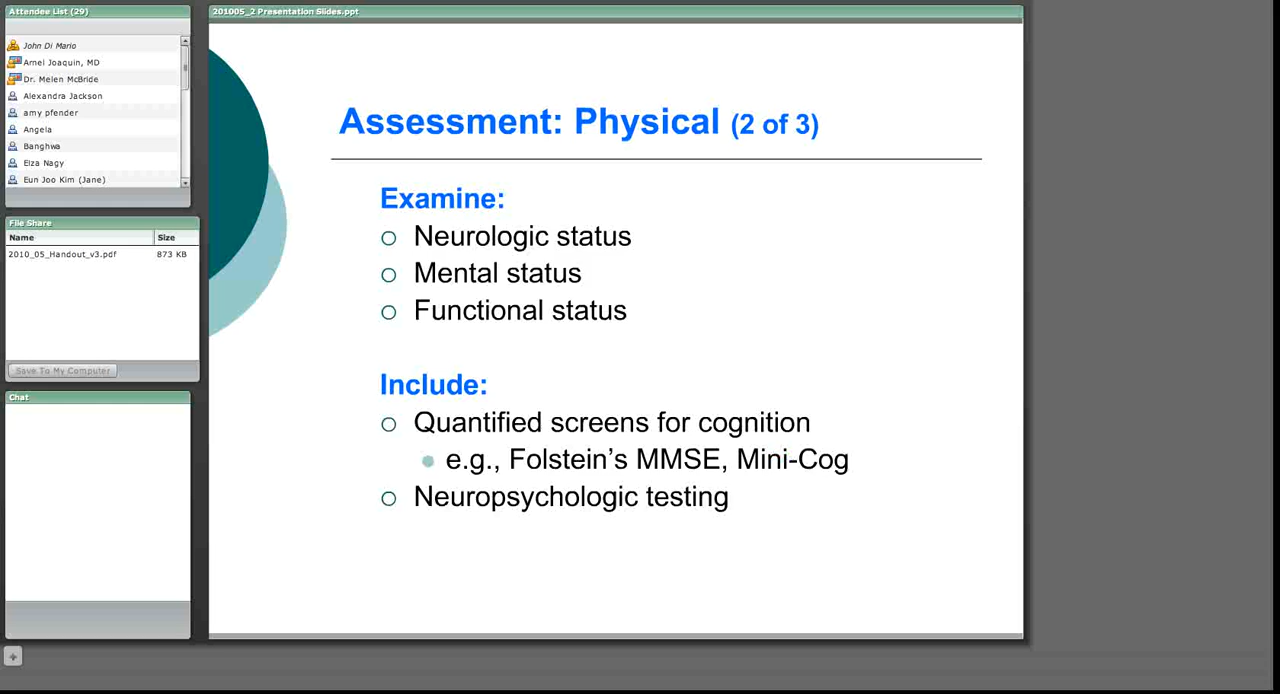 Attendee List (29)
John Di Mario
Arnel Joaquin, MD
Dr. Melen McBride
Alexandra Jackson
amy pfender
Angela
Banghwa
Elza Nagy
Eun Joo Kim (Jane)
File Share
Name Size
2010_05_Handout_v3.pdf 873 KB
Save To My Computer
Chat
201005_2 Presentation Slides.ppt
Assessment: Physical (2 of 3)
Examine:
Neurologic status
Mental status
Functional status
Include:
Quantified screens for cognition
e.g., Folstein’s MMSE, Mini-Cog
Neuropsychologic testing